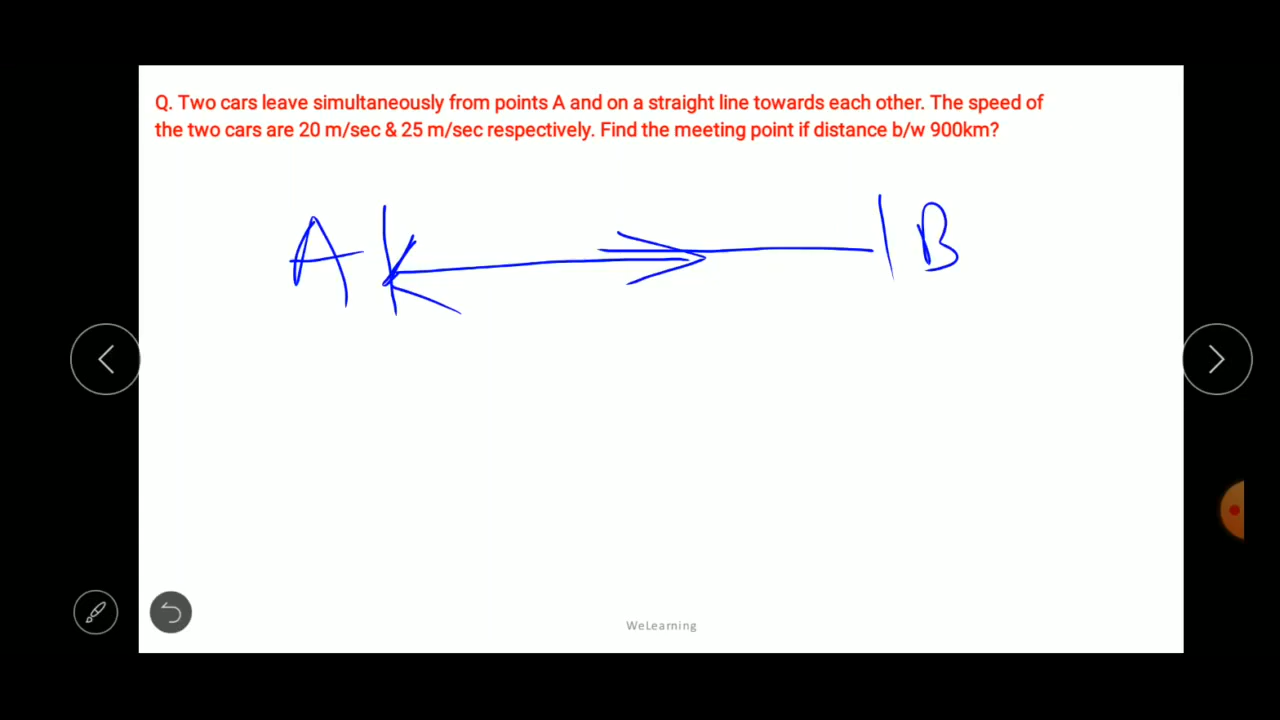 Q. Two cars leave simultaneously from points A and on a straight line towards each other. The speed of
the two cars are 20 m/sec & 25 m/sec respectively. Find the meeting point if distance b/w 900km?
A B
WeLearning